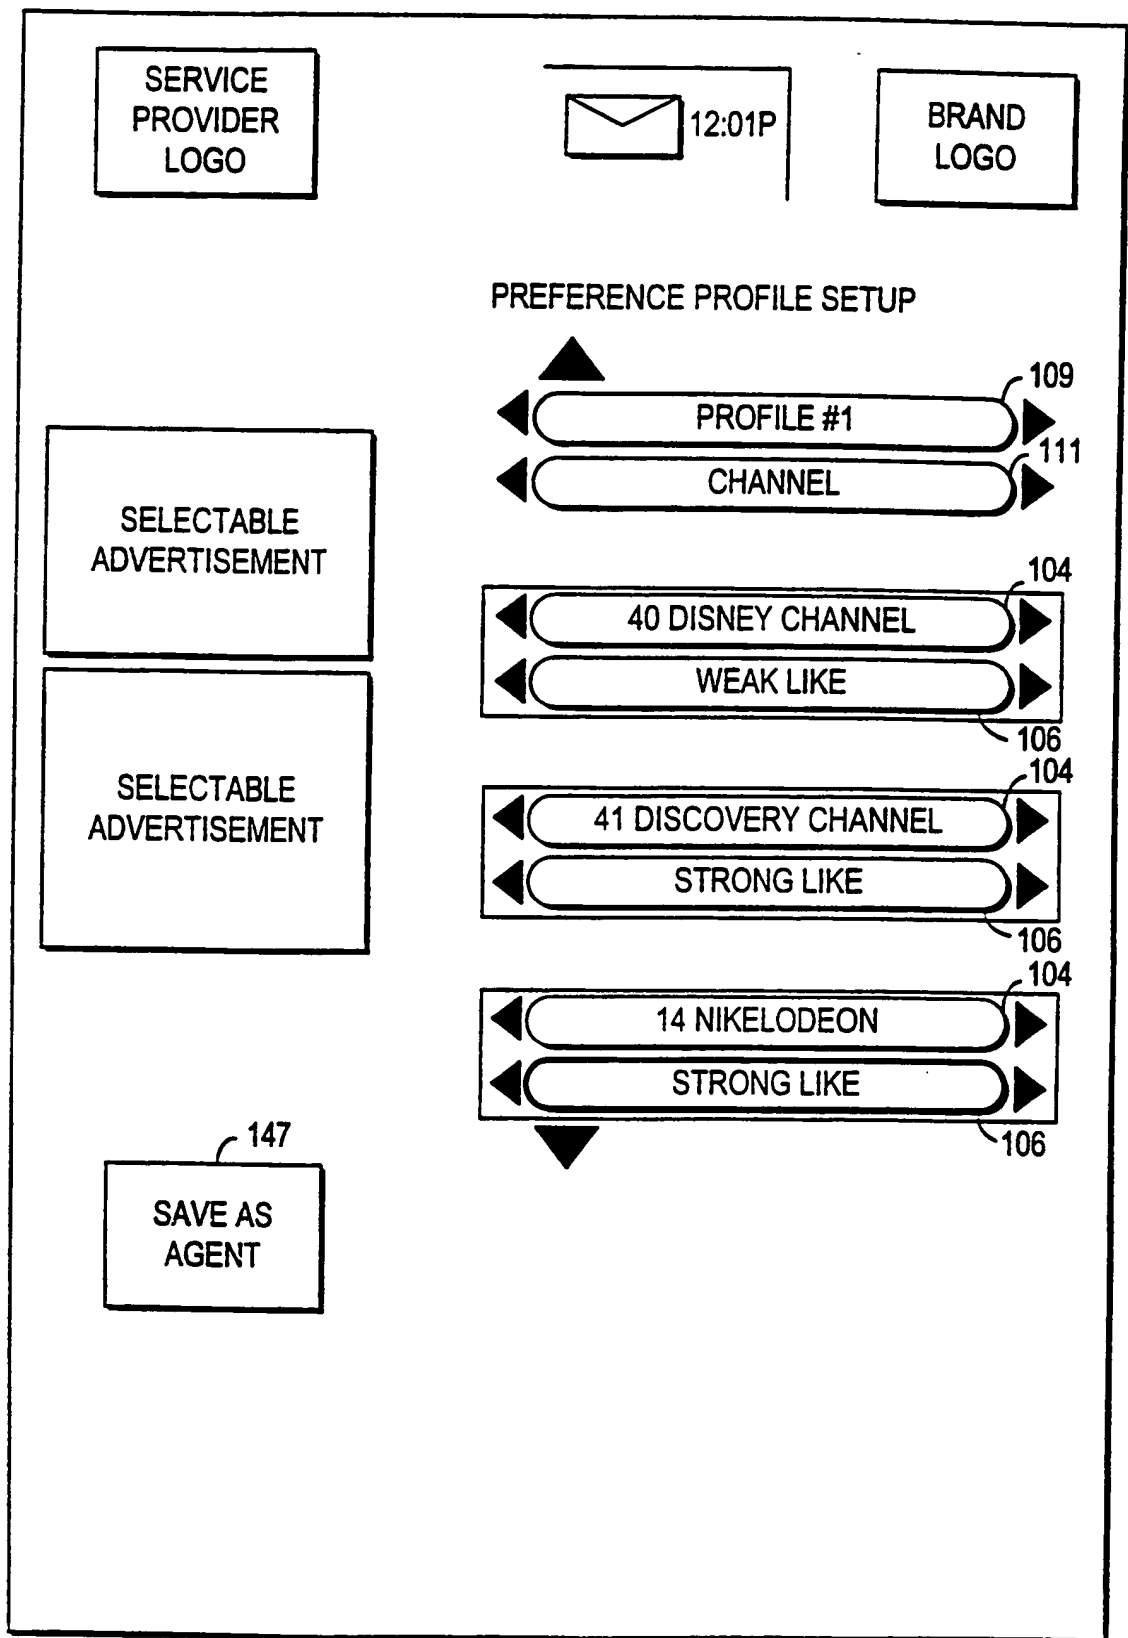 SERVICE
PROVIDER
LOGO
12:01P
BRAND
LOGO
PREFERENCE PROFILE SETUP
109
PROFILE #1
111
CHANNEL
SELECTABLE
ADVERTISEMENT
104
40 DISNEY CHANNEL
WEAK LIKE
106
SELECTABLE
ADVERTISEMENT
104
41 DISCOVERY CHANNEL
STRONG LIKE
106
104
14 NIKELODEON
STRONG LIKE
106
147
SAVE AS
AGENT